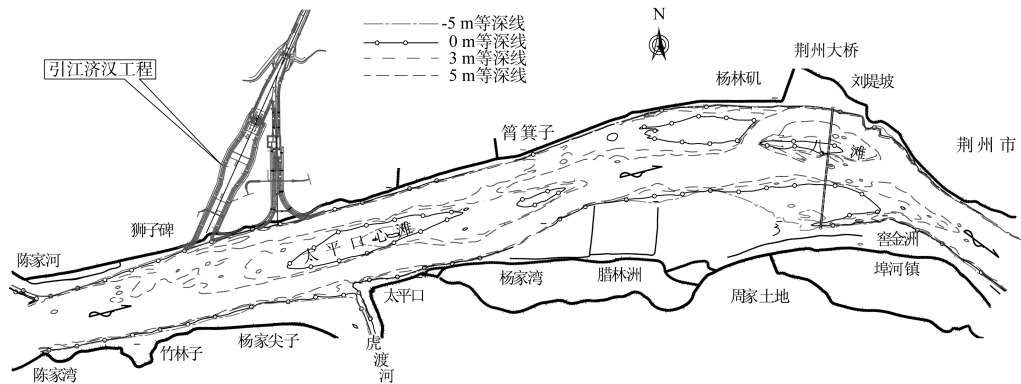 -5 m等深线
0 m等深线
3 m等深线
5 m等深线
N
引江济汉工程
荆州大桥
杨林矶
刘堤坡
筲箕子
荆州市
八 滩
狮子碑
太平口心滩
陈家河
窑金洲
埠河镇
杨家湾
腊林洲
太平口
周家土地
杨家尖子
竹林子
陈家湾
虎
渡
河